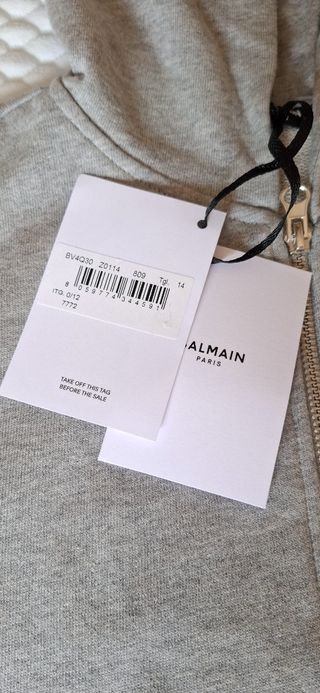 BV4Q30 Z0114 809 Tgl. 14
8 059774 344591
ITG. 0/12
7772
TAKE OFF THIS TAG
BEFORE THE SALE
BALMAIN
PARIS